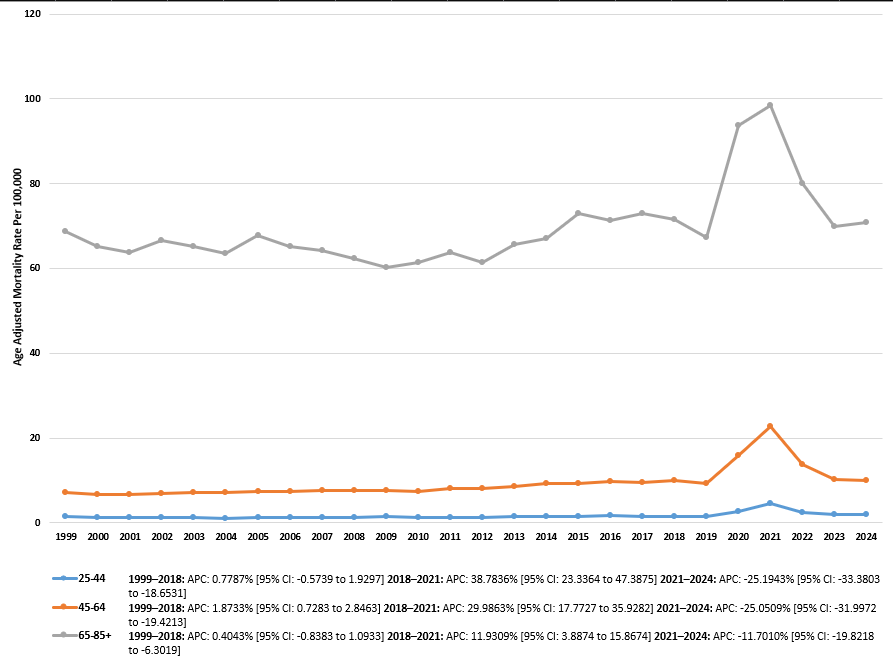 120
100
80
60
40
20
0
Age Adjusted Mortality Rate Per 100,000
1999 2000 2001 2002 2003 2004 2005 2006 2007 2008 2009 2010 2011 2012 2013 2014 2015 2016 2017 2018 2019 2020 2021 2022 2023 2024
25-44 1999–2018: APC: 0.7787% [95% CI: -0.5739 to 1.9297] 2018–2021: APC: 38.7836% [95% CI: 23.3364 to 47.3875] 2021–2024: APC: -25.1943% [95% CI: -33.3803
to -18.6531]
45-64 1999–2018: APC: 1.8733% [95% CI: 0.7283 to 2.8463] 2018–2021: APC: 29.9863% [95% CI: 17.7727 to 35.9282] 2021–2024: APC: -25.0509% [95% CI: -31.9972
to -19.4213]
65-85+ 1999–2018: APC: 0.4043% [95% CI: -0.8383 to 1.0933] 2018–2021: APC: 11.9309% [95% CI: 3.8874 to 15.8674] 2021–2024: APC: -11.7010% [95% CI: -19.8218
to -6.3019]